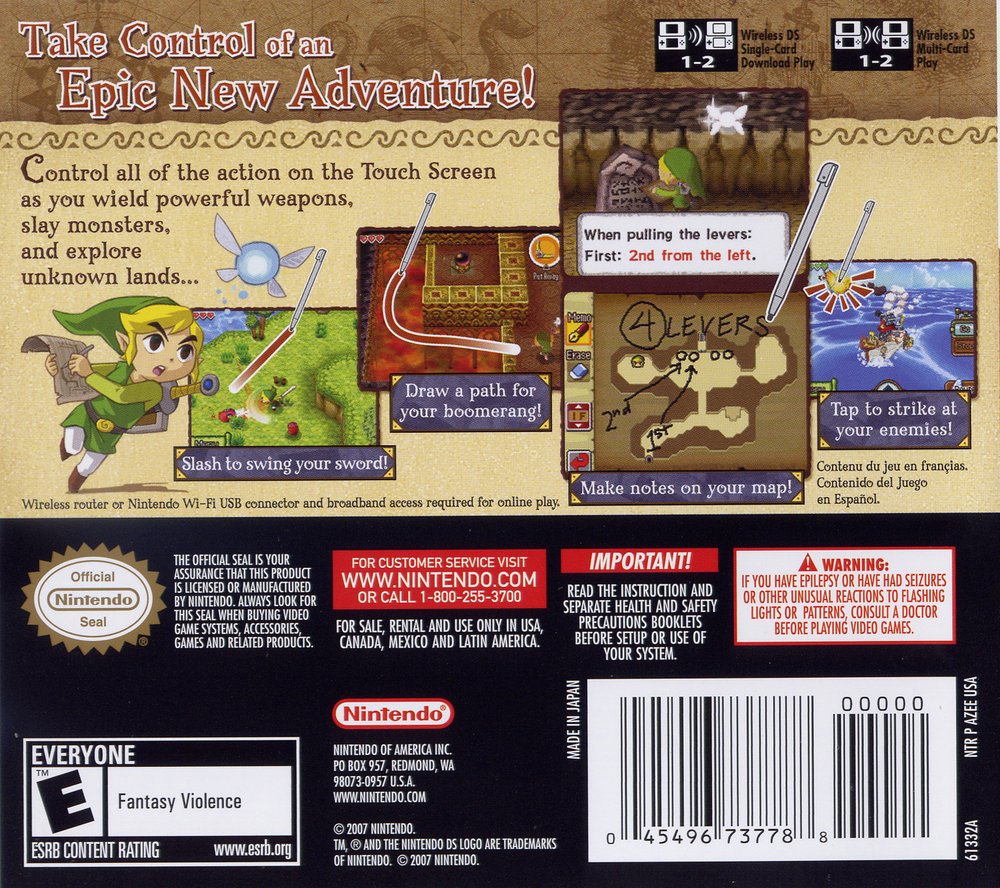 Take Control of an
Epic New Adventure!
1-2
Wireless DS
Single-Card
Download Play
1-2
Wireless DS
Multi-Card
Play
Control all of the action on the Touch Screen
as you wield powerful weapons,
slay monsters,
and explore
unknown lands...
When pulling the levers:
First: 2nd from the left.
Put Away
Memo
Erase
4 LEVERS
2nd
1st
Menu
Draw a path for
your boomerang!
Slash to swing your sword!
Make notes on your map!
Tap to strike at
your enemies!
Contenu du jeu en françias.
Contenido del Juego
en Español.
Wireless router or Nintendo Wi-Fi USB connector and broadband access required for online play.
Official
Nintendo
Seal
®
THE OFFICIAL SEAL IS YOUR
ASSURANCE THAT THIS PRODUCT
IS LICENSED OR MANUFACTURED
BY NINTENDO. ALWAYS LOOK FOR
THIS SEAL WHEN BUYING VIDEO
GAME SYSTEMS, ACCESSORIES,
GAMES AND RELATED PRODUCTS.
FOR CUSTOMER SERVICE VISIT
WWW.NINTENDO.COM
OR CALL 1-800-255-3700
FOR SALE, RENTAL AND USE ONLY IN USA,
CANADA, MEXICO AND LATIN AMERICA.
IMPORTANT!
READ THE INSTRUCTION AND
SEPARATE HEALTH AND SAFETY
PRECAUTIONS BOOKLETS
BEFORE SETUP OR USE OF
YOUR SYSTEM.
WARNING:
IF YOU HAVE EPILEPSY OR HAVE HAD SEIZURES
OR OTHER UNUSUAL REACTIONS TO FLASHING
LIGHTS OR PATTERNS, CONSULT A DOCTOR
BEFORE PLAYING VIDEO GAMES.
EVERYONE
™
E
Fantasy Violence
ESRB CONTENT RATING
www.esrb.org
Nintendo®
NINTENDO OF AMERICA INC.
PO BOX 957, REDMOND, WA
98073-0957 U.S.A.
WWW.NINTENDO.COM
© 2007 NINTENDO.
TM, ® AND THE NINTENDO DS LOGO ARE TRADEMARKS
OF NINTENDO. © 2007 NINTENDO.
MADE IN JAPAN
00000
0 45496 73778 8
NTR P AZEE USA
61332A